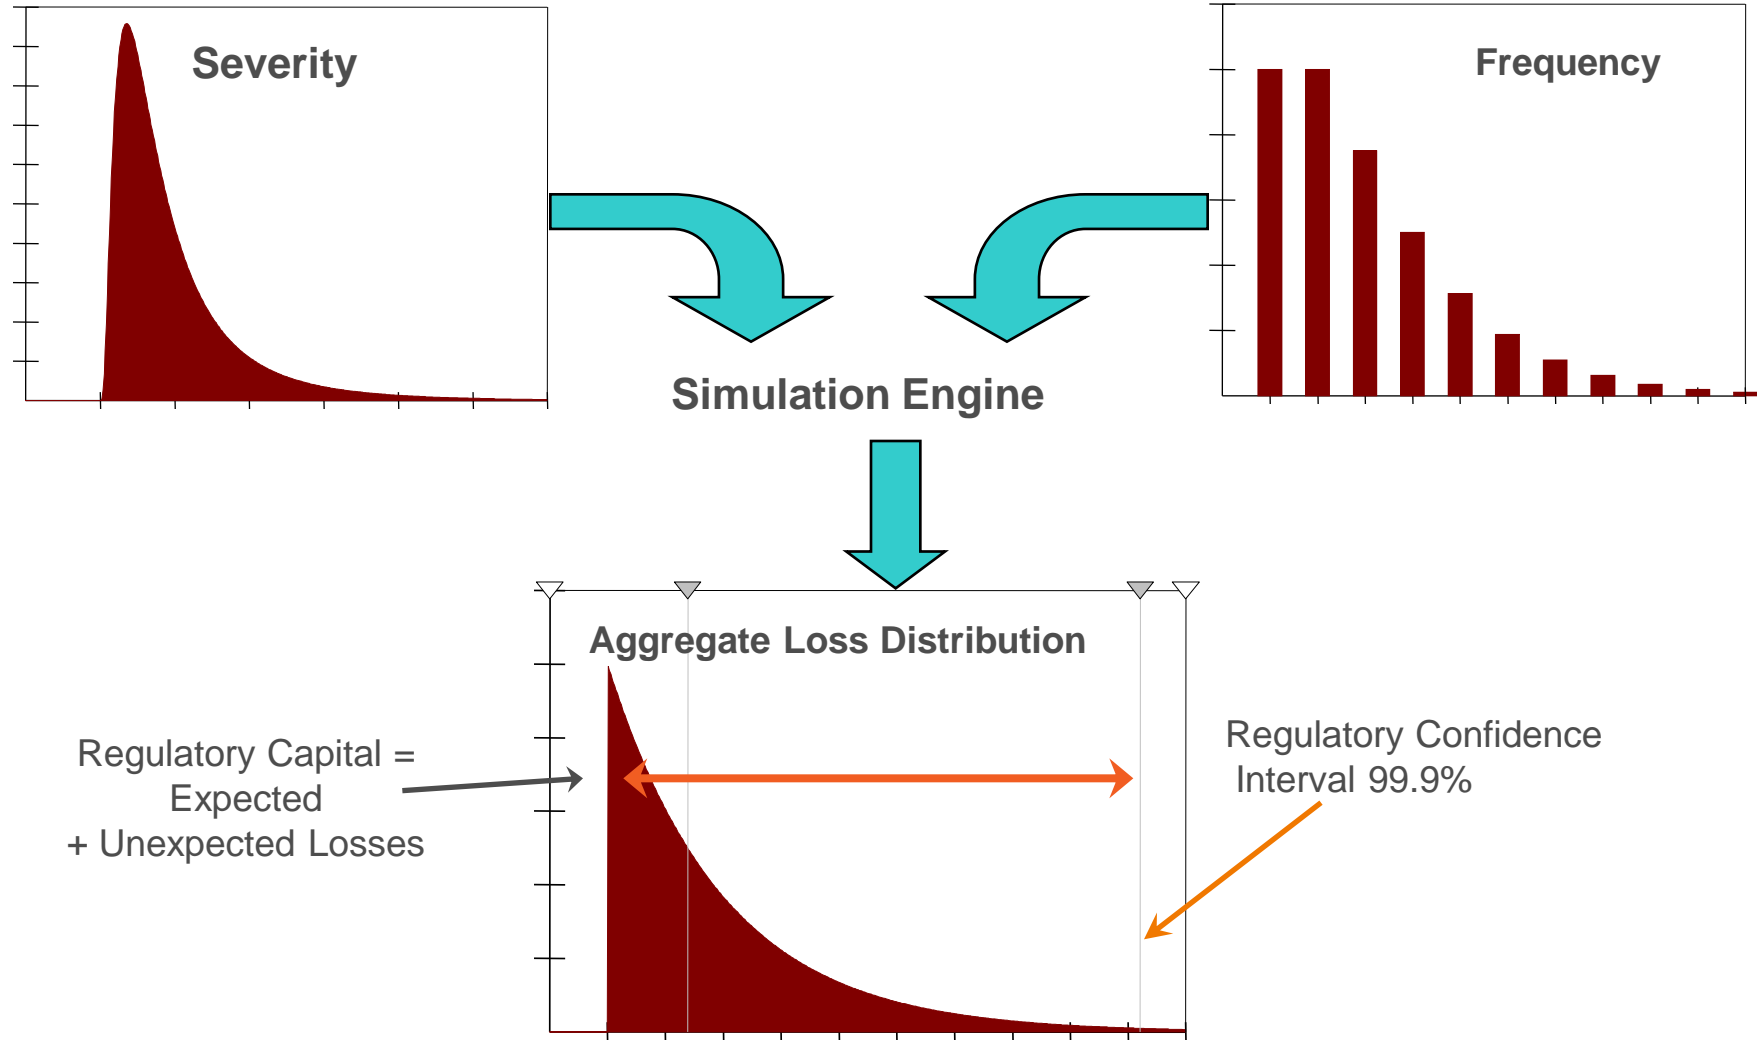 Severity
Frequency
Simulation Engine
Aggregate Loss Distribution
Regulatory Capital =
Expected
+ Unexpected Losses
Regulatory Confidence
Interval 99.9%